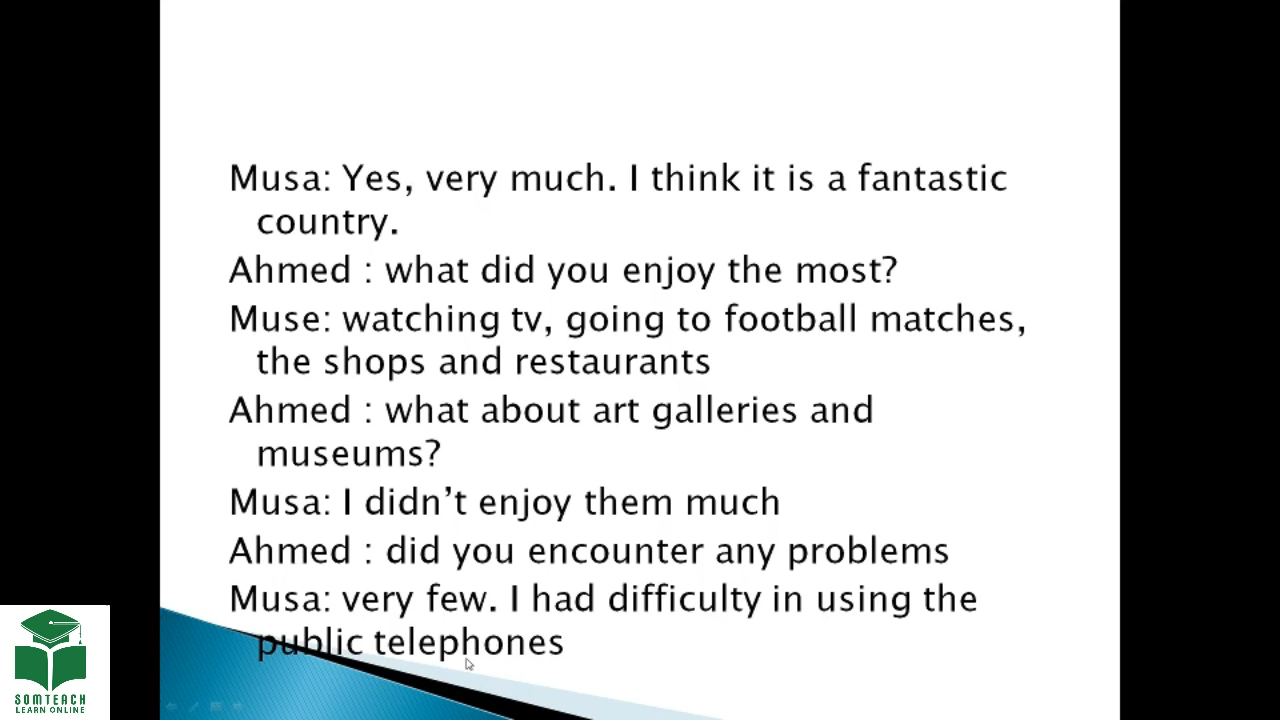 Musa: Yes, very much. I think it is a fantastic
country.
Ahmed : what did you enjoy the most?
Muse: watching tv, going to football matches,
the shops and restaurants
Ahmed : what about art galleries and
museums?
Musa: I didn’t enjoy them much
Ahmed : did you encounter any problems
Musa: very few. I had difficulty in using the
public telephones
SOMTEACH
LEARN ONLINE